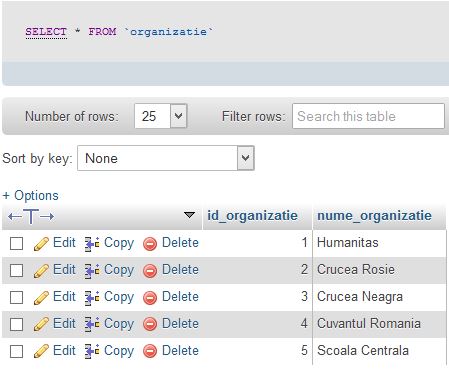 SELECT * FROM `organizatie`
Number of rows: 25 Filter rows: Search this table
Sort by key: None
+ Options
←T→ id_organizatie nume_organizatie
Edit Copy Delete 1 Humanitas
Edit Copy Delete 2 Crucea Rosie
Edit Copy Delete 3 Crucea Neagra
Edit Copy Delete 4 Cuvantul Romania
Edit Copy Delete 5 Scoala Centrala